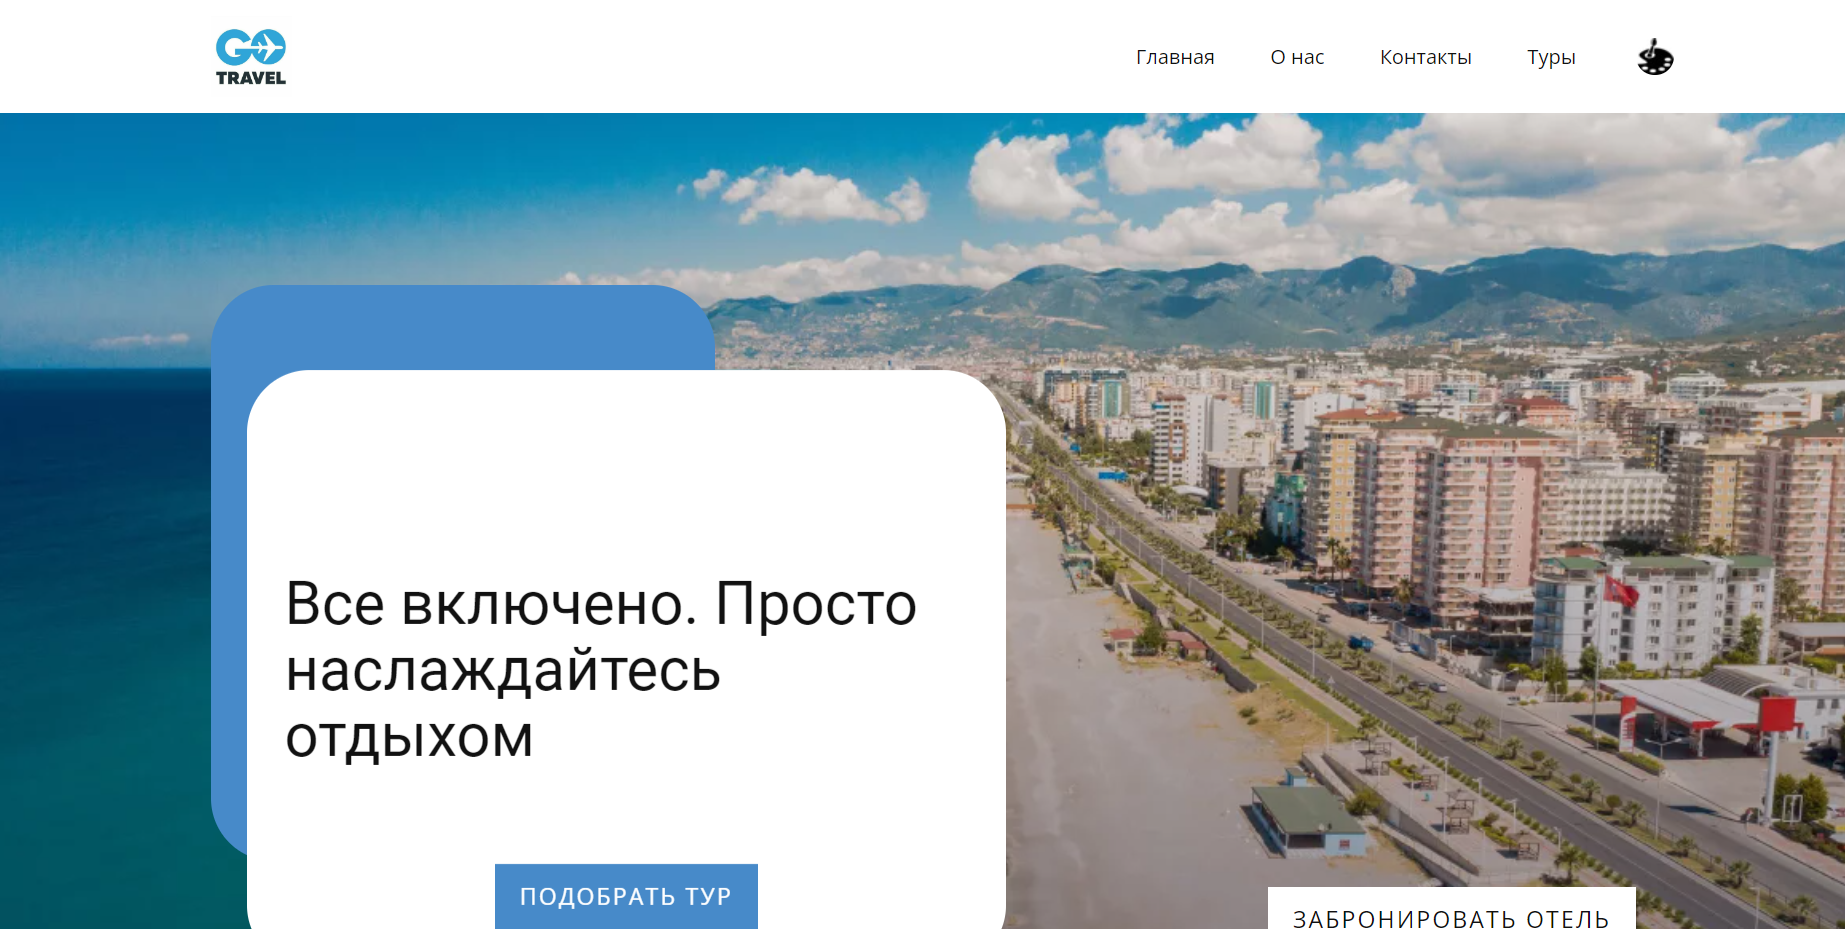 GO
TRAVEL
Главная
О нас
Контакты
Туры
Все включено. Просто
наслаждайтесь
отдыхом
ПОДОБРАТЬ ТУР
ЗАБРОНИРОВАТЬ ОТЕЛЬ